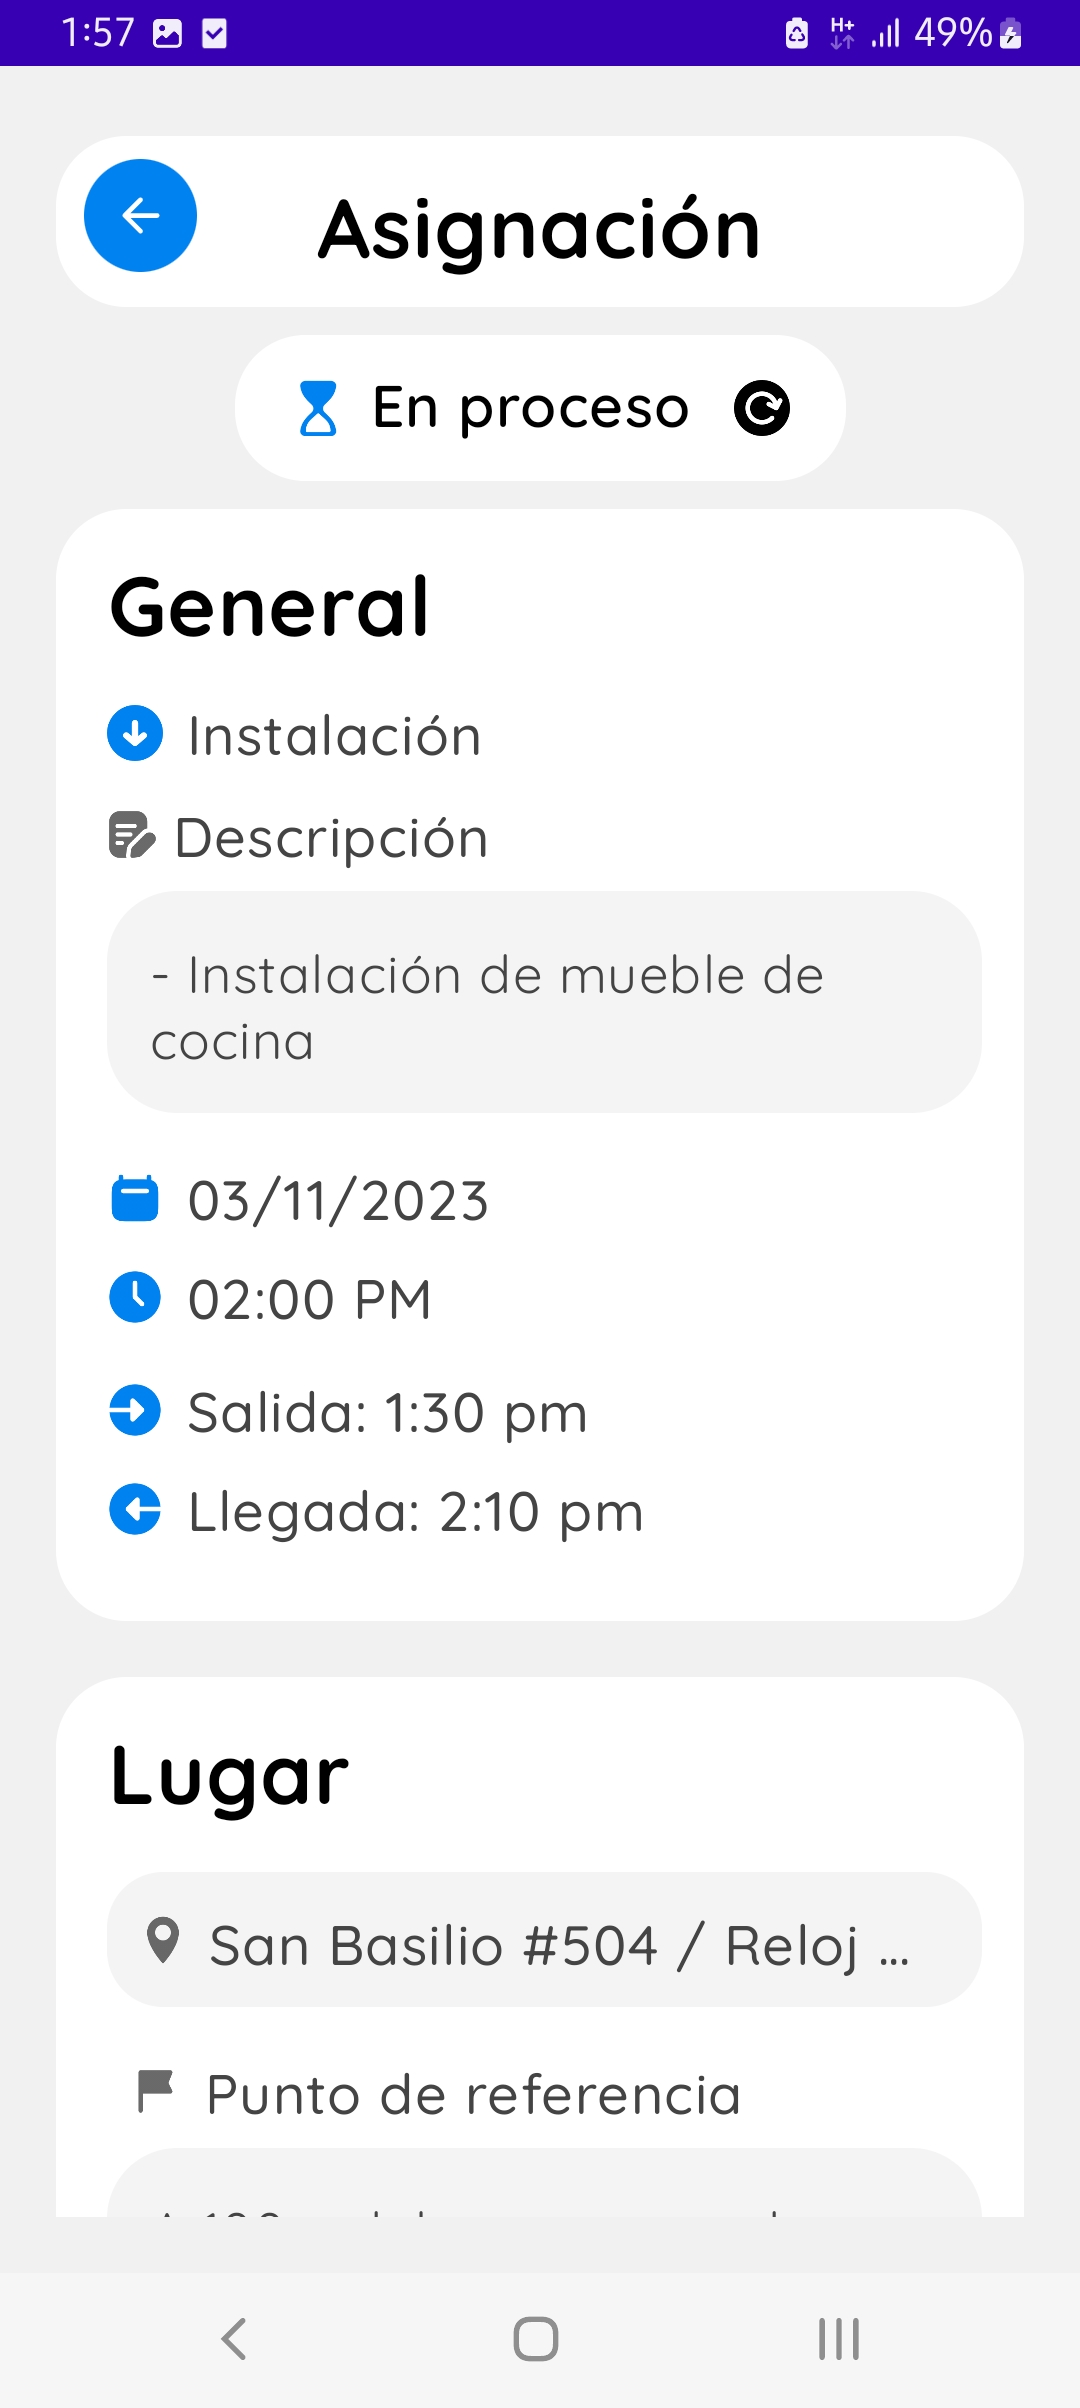 1:57 H+ 49%
Asignación
En proceso
General
Instalación
Descripción
- Instalación de mueble de
cocina
03/11/2023
02:00 PM
Salida: 1:30 pm
Llegada: 2:10 pm
Lugar
San Basilio #504 / Reloj ...
Punto de referencia